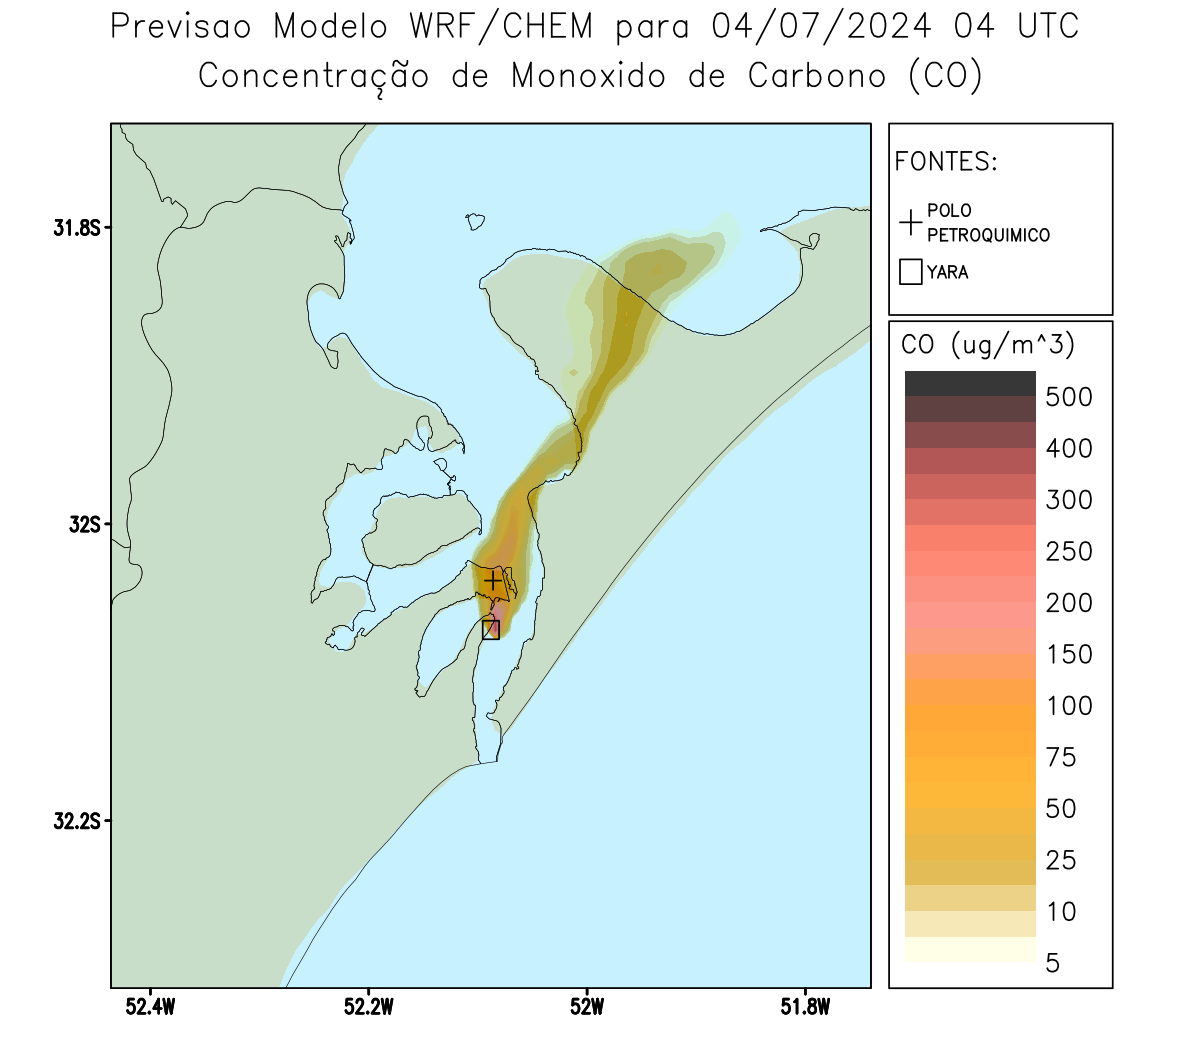 Previsao Modelo WRF/CHEM para 04/07/2024 04 UTC
Concentração de Monoxido de Carbono (CO)
FONTES:
POLO
PETROQUIMICO
YARA
31.8S
32S
32.2S
52.4W
52.2W
52W
51.8W
CO (ug/m^3)
500
400
300
250
200
150
100
75
50
25
10
5